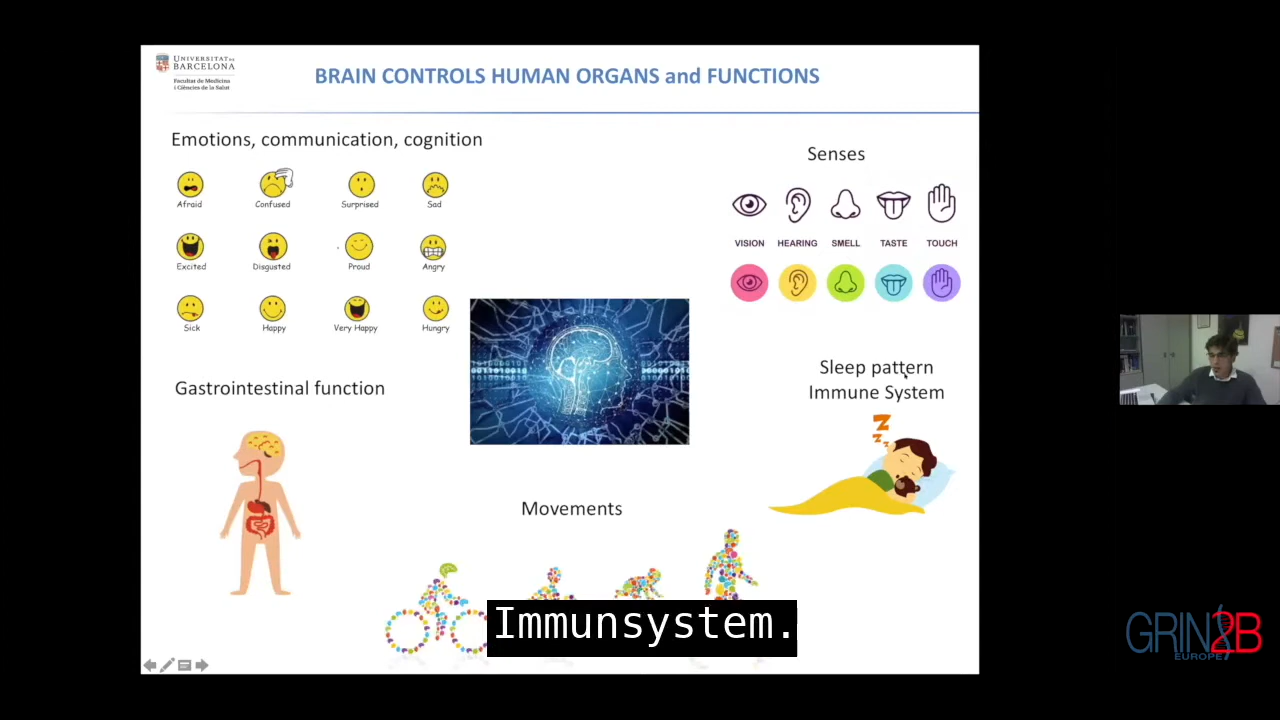 UNIVERSITAT DE
BARCELONA
Facultat de Medicina
i Ciències de la Salut
BRAIN CONTROLS HUMAN ORGANS and FUNCTIONS
Emotions, communication, cognition
Afraid
Confused
Surprised
Sad
Excited
Disgusted
Proud
Angry
Sick
Happy
Very Happy
Hungry
Senses
VISION
HEARING
SMELL
TASTE
TOUCH
Gastrointestinal function
Sleep pattern
Immune System
Z
Z
Z
Movements
Immunsystem.
GRIN2B
EUROPE